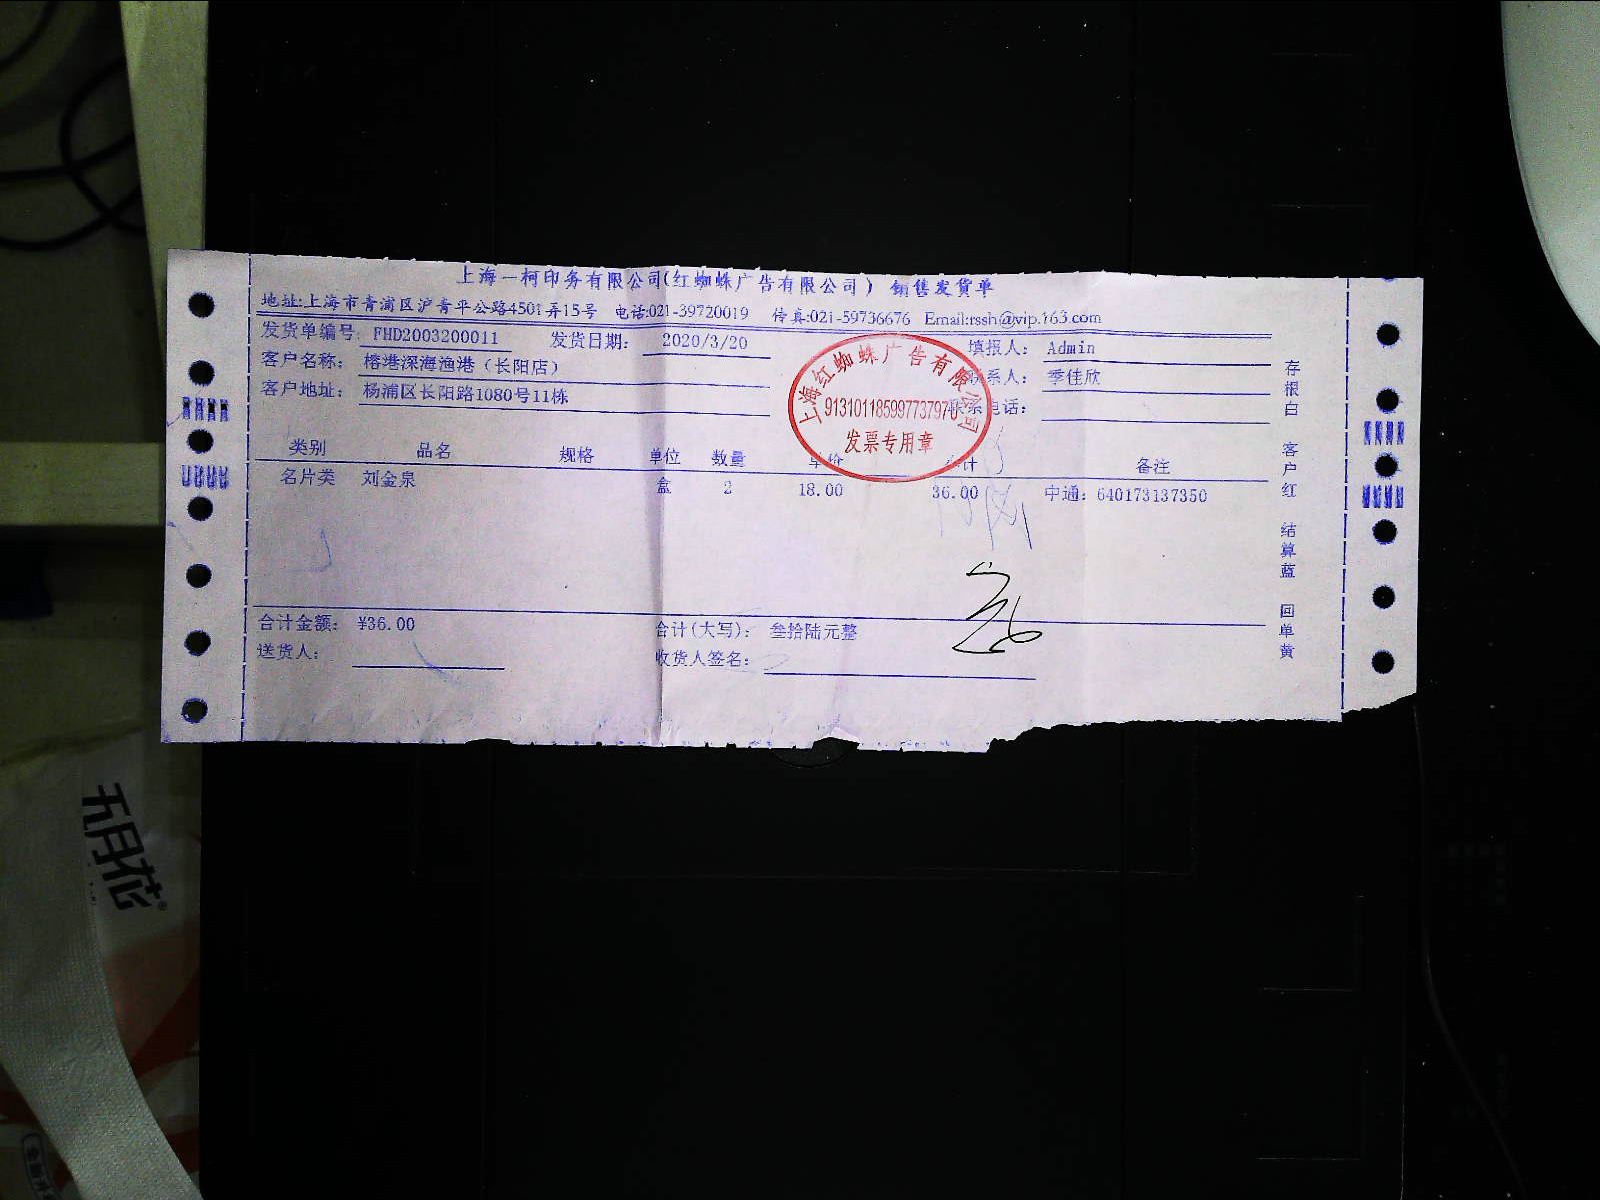 上海一柯印务有限公司(红蜘蛛广告有限公司) 销售发货单
地址:上海市青浦区沪青平公路4501弄15号 电话:021-39720019 传真:021-59736676 Email:rssh@vip.163.com
发货单编号: FHD2003200011 发货日期: 2020/3/20 填报人: Admin
客户名称: 榕港深海渔港(长阳店) 联系人: 季佳欣
客户地址: 杨浦区长阳路1080号11栋 联系电话:
上海红蜘蛛广告有限公司
发票专用章
类别 品名 规格 单位 数量 单价 小计 备注
名片类 刘金泉 盒 2 18.00 36.00 中通: 640173137350
合计金额: ¥36.00 合计(大写): 叁拾陆元整
送货人: 收货人签名:
存根白 客户红 结算蓝 回单黄
五月花